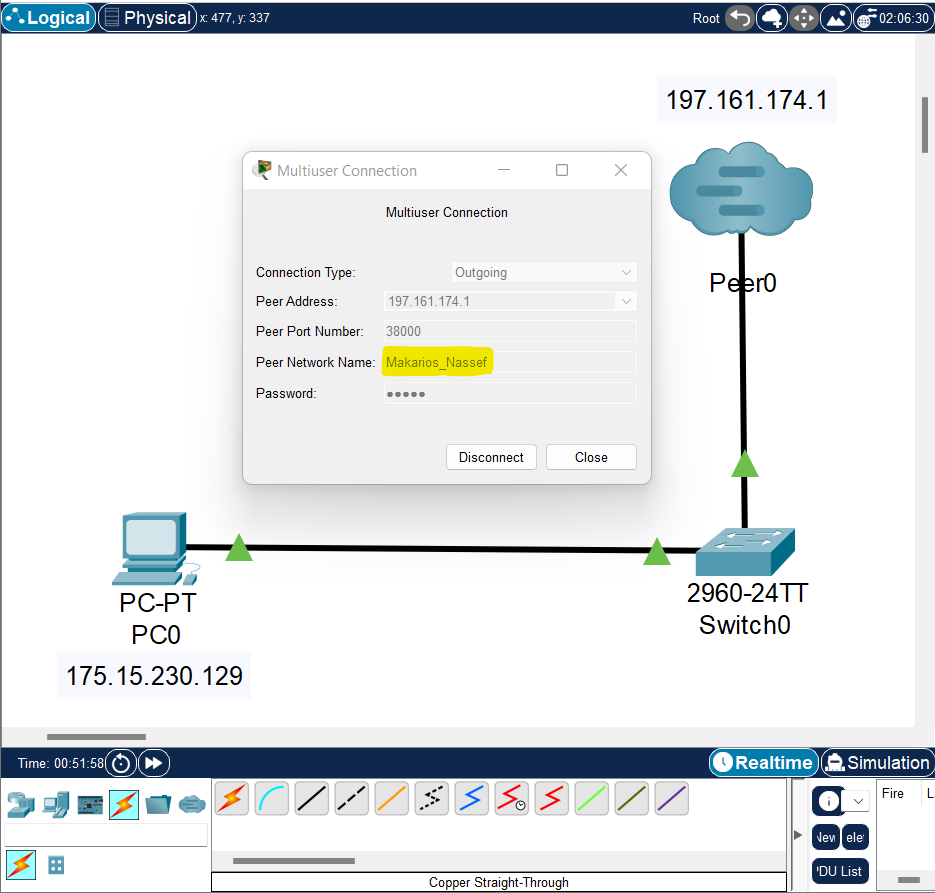 Logical Physical x: 477, y: 337 Root 02:06:30
197.161.174.1
Multiuser Connection
Multiuser Connection
Connection Type: Outgoing
Peer Address: 197.161.174.1
Peer0
Peer Port Number: 38000
Peer Network Name: Makarios_Nassef
Password: •••••
Disconnect Close
PC-PT
PC0
175.15.230.129
2960-24TT
Switch0
Time: 00:51:58 Realtime Simulation
Fire
New
DU List
Copper Straight-Through